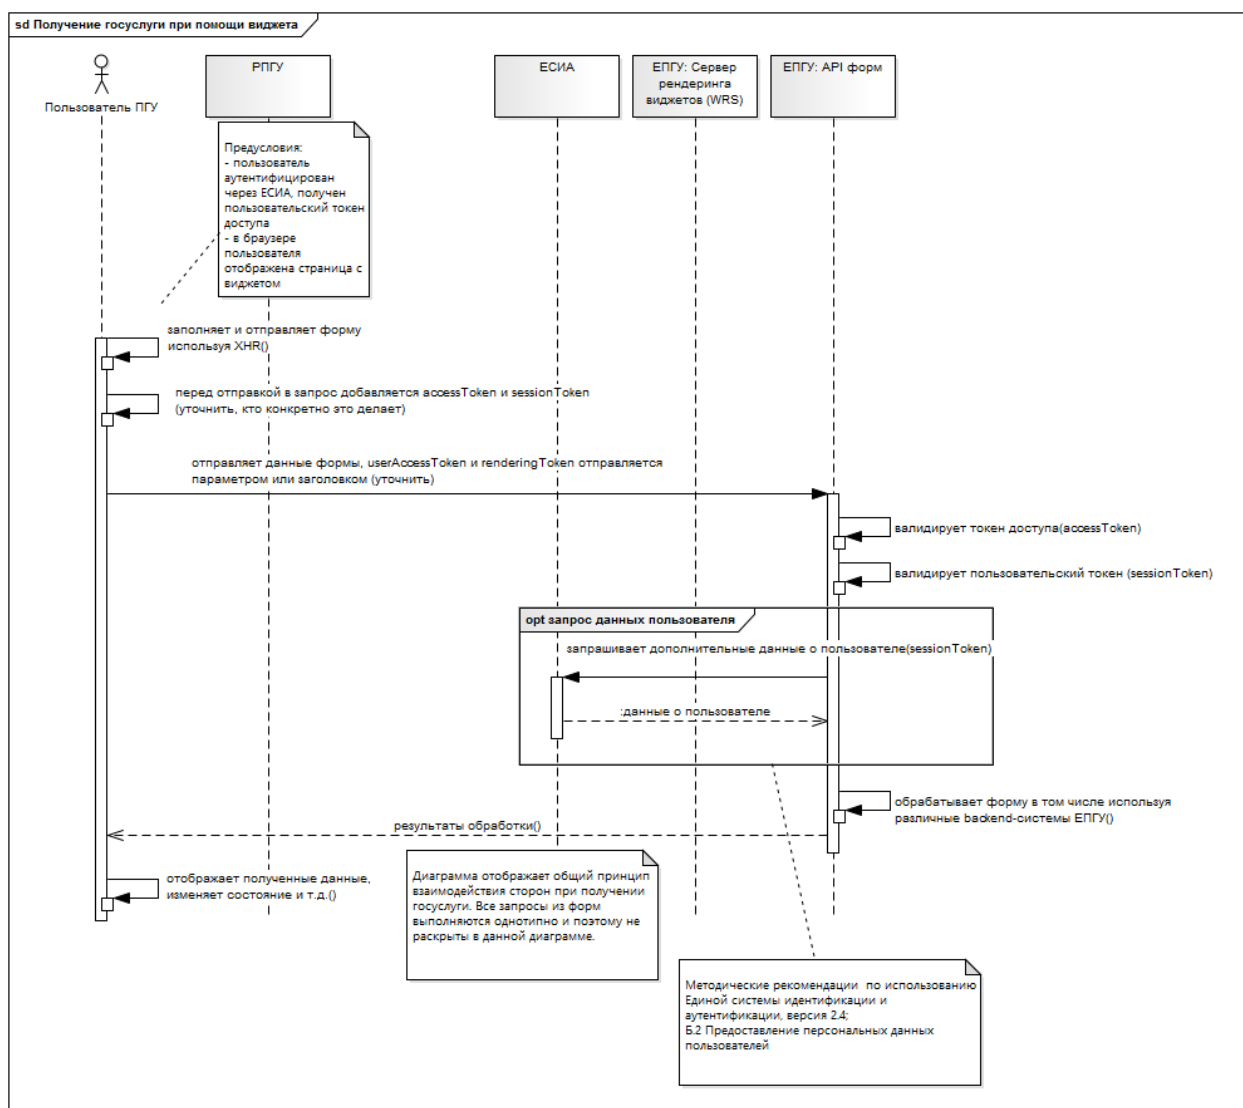 sd Получение госуслуги при помощи виджета
Пользователь ПГУ
РПГУ
ЕСИА
ЕПГУ: Сервер
рендеринга
виджетов (WRS)
ЕПГУ: API форм
Предусловия:
- пользователь
аутентифицирован
через ЕСИА, получен
пользовательский токен
доступа
- в браузере
пользователя
отображена страница с
виджетом
заполняет и отправляет форму
используя XHR()
перед отправкой в запрос добавляется accessToken и sessionToken
(уточнить, кто конкретно это делает)
отправляет данные формы, userAccessToken и renderingToken отправляется
параметром или заголовком (уточнить)
валидирует токен доступа(accessToken)
валидирует пользовательский токен (sessionToken)
opt запрос данных пользователя
запрашивает дополнительные данные о пользователе(sessionToken)
:данные о пользователе
обрабатывает форму в том числе используя
различные backend-системы ЕПГУ()
результаты обработки()
отображает полученные данные,
изменяет состояние и т.д.()
Диаграмма отображает общий принцип
взаимодействия сторон при получении
госуслуги. Все запросы из форм
выполняются однотипно и поэтому не
раскрыты в данной диаграмме.
Методические рекомендации по использованию
Единой системы идентификации и
аутентификации, версия 2.4;
Б.2 Предоставление персональных данных
пользователей